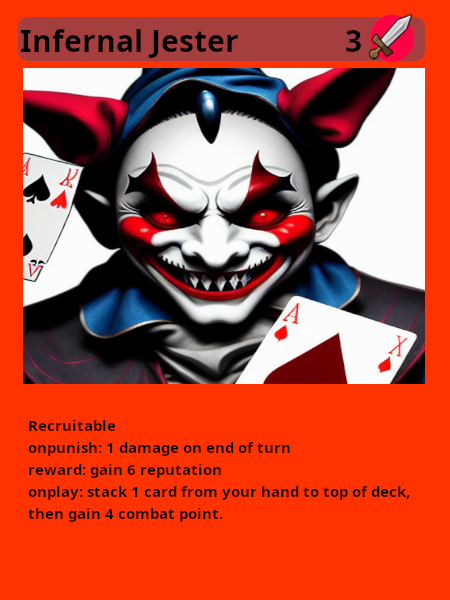 Infernal Jester 3
A K
A
A
X
Recruitable
onpunish: 1 damage on end of turn
reward: gain 6 reputation
onplay: stack 1 card from your hand to top of deck,
then gain 4 combat point.